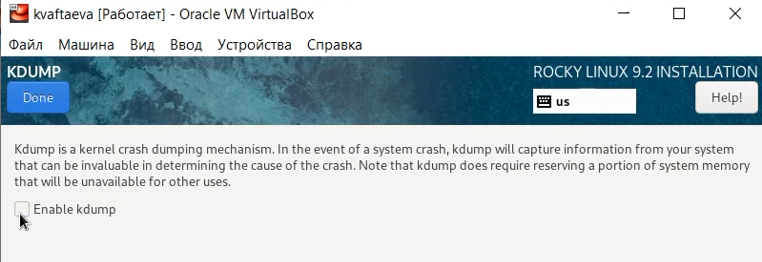 kvaftaeva [Работает] - Oracle VM VirtualBox
Файл Машина Вид Ввод Устройства Справка
KDUMP
ROCKY LINUX 9.2 INSTALLATION
Done
us
Help!
Kdump is a kernel crash dumping mechanism. In the event of a system crash, kdump will capture information from your system
that can be invaluable in determining the cause of the crash. Note that kdump does require reserving a portion of system memory
that will be unavailable for other uses.
Enable kdump